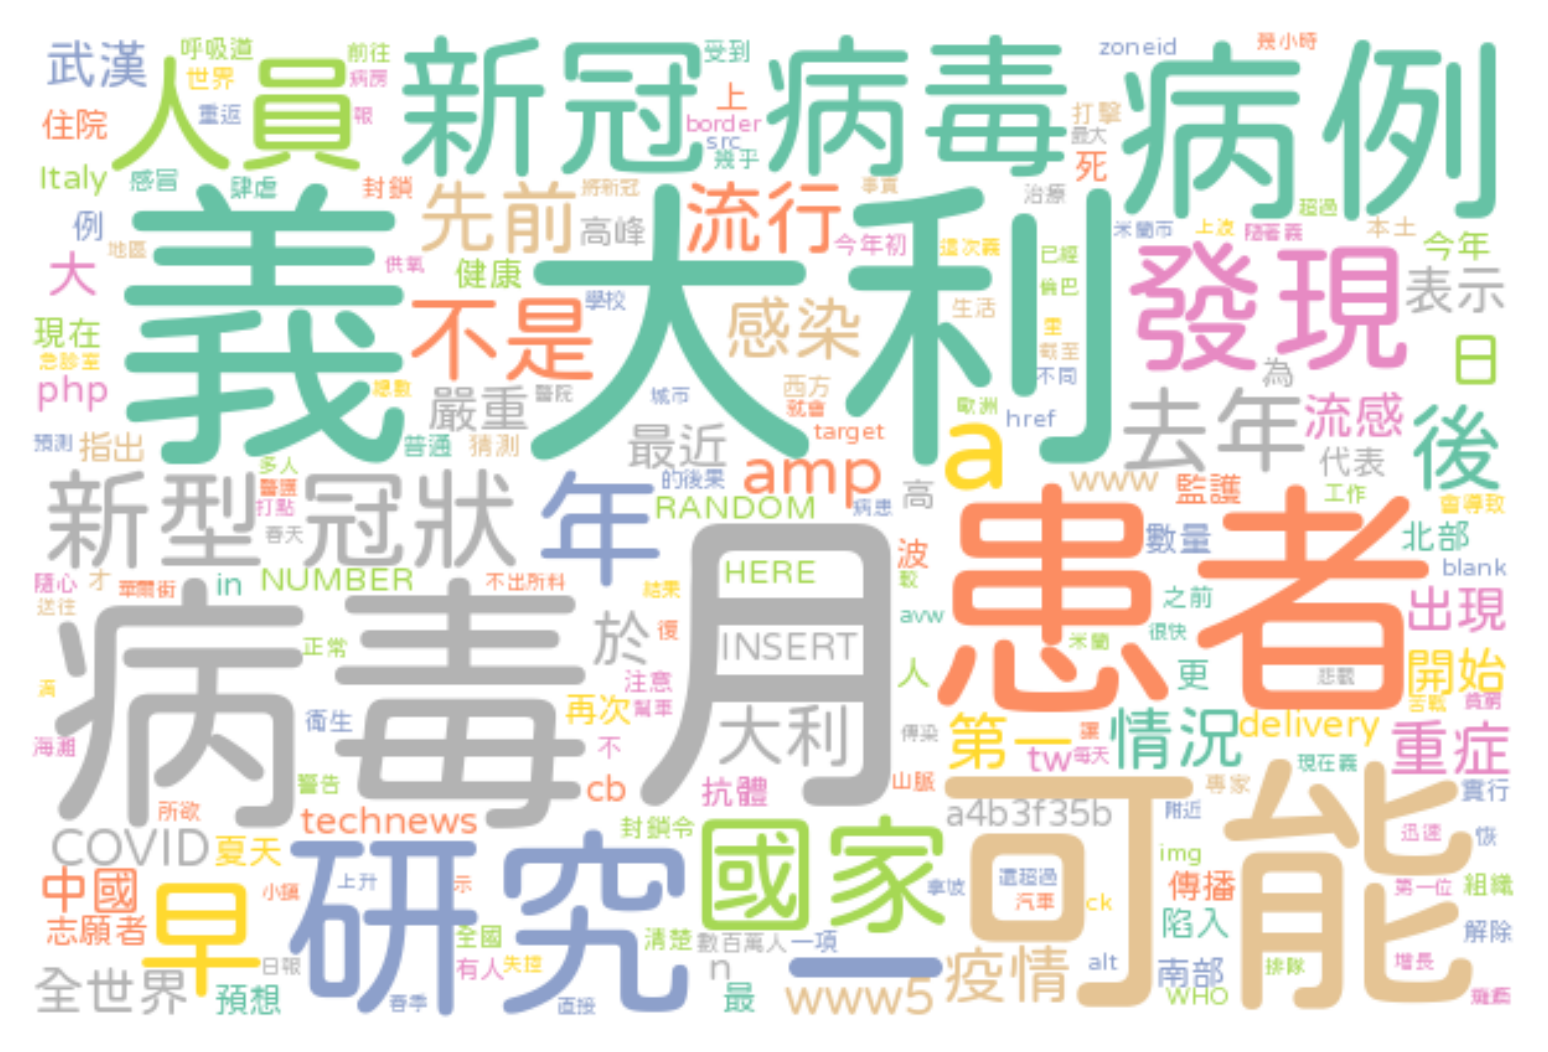 武漢
呼吸道
世界
人員
前往
病房
報
重返
新冠病毒
受到
上
border
src
幾乎
zoneid
幾小時
打擊
最大
死
病例
住院
Italy
感冒
肆虐
封鎖
先前
將新冠
流行
事實
治療
超過
例
地區
大
供氧
健康
高峰
義大利
今年初
這次義
已經
倫巴
米蘭市
上波
隨著義
本土
今年
發現
表示
現在
急診室
php
不是
學校
感染
生活
重
甚至
不同
為
日
總數
嚴重
醫院
城市
西方
就會
歐洲
href
去年
流感
後
預測
指出
普通
猜測
最近
target
a
amp
www
監護
代表
工作
會導致
新型冠狀
多人
醫護
打點
春天
年
的後果
RANDOM
病患
高
月
患者
數量
北部
blank
隨心
才
華爾街
in
NUMBER
不出所料
結果
HERE
波
較
avw
之前
很快
出現
送往
病毒
正常
於
復
INSERT
人
米蘭
更
悲觀
開始
苦戰
貧窮
滿
海灘
衛生
注意
再次
幫車
大利
傳染
第一
讓
情況
delivery
重症
警告
不
cb
抗體
山脈
tw
每天
現在義
所欲
technews
封鎖令
a4b3f35b
專家
附近
實行
COVID
夏天
研究
國家
可能
迅速
恢
中國
早
小鎮
上升
示
拿坡
還超過
汽車
ck
img
傳播
第一位
組織
志願者
全國
清楚
數百萬人
一項
陷入
解除
全世界
日報
有人
失控
n
疫情
alt
南部
排隊
增長
預想
春季
直接
最
www5
WHO